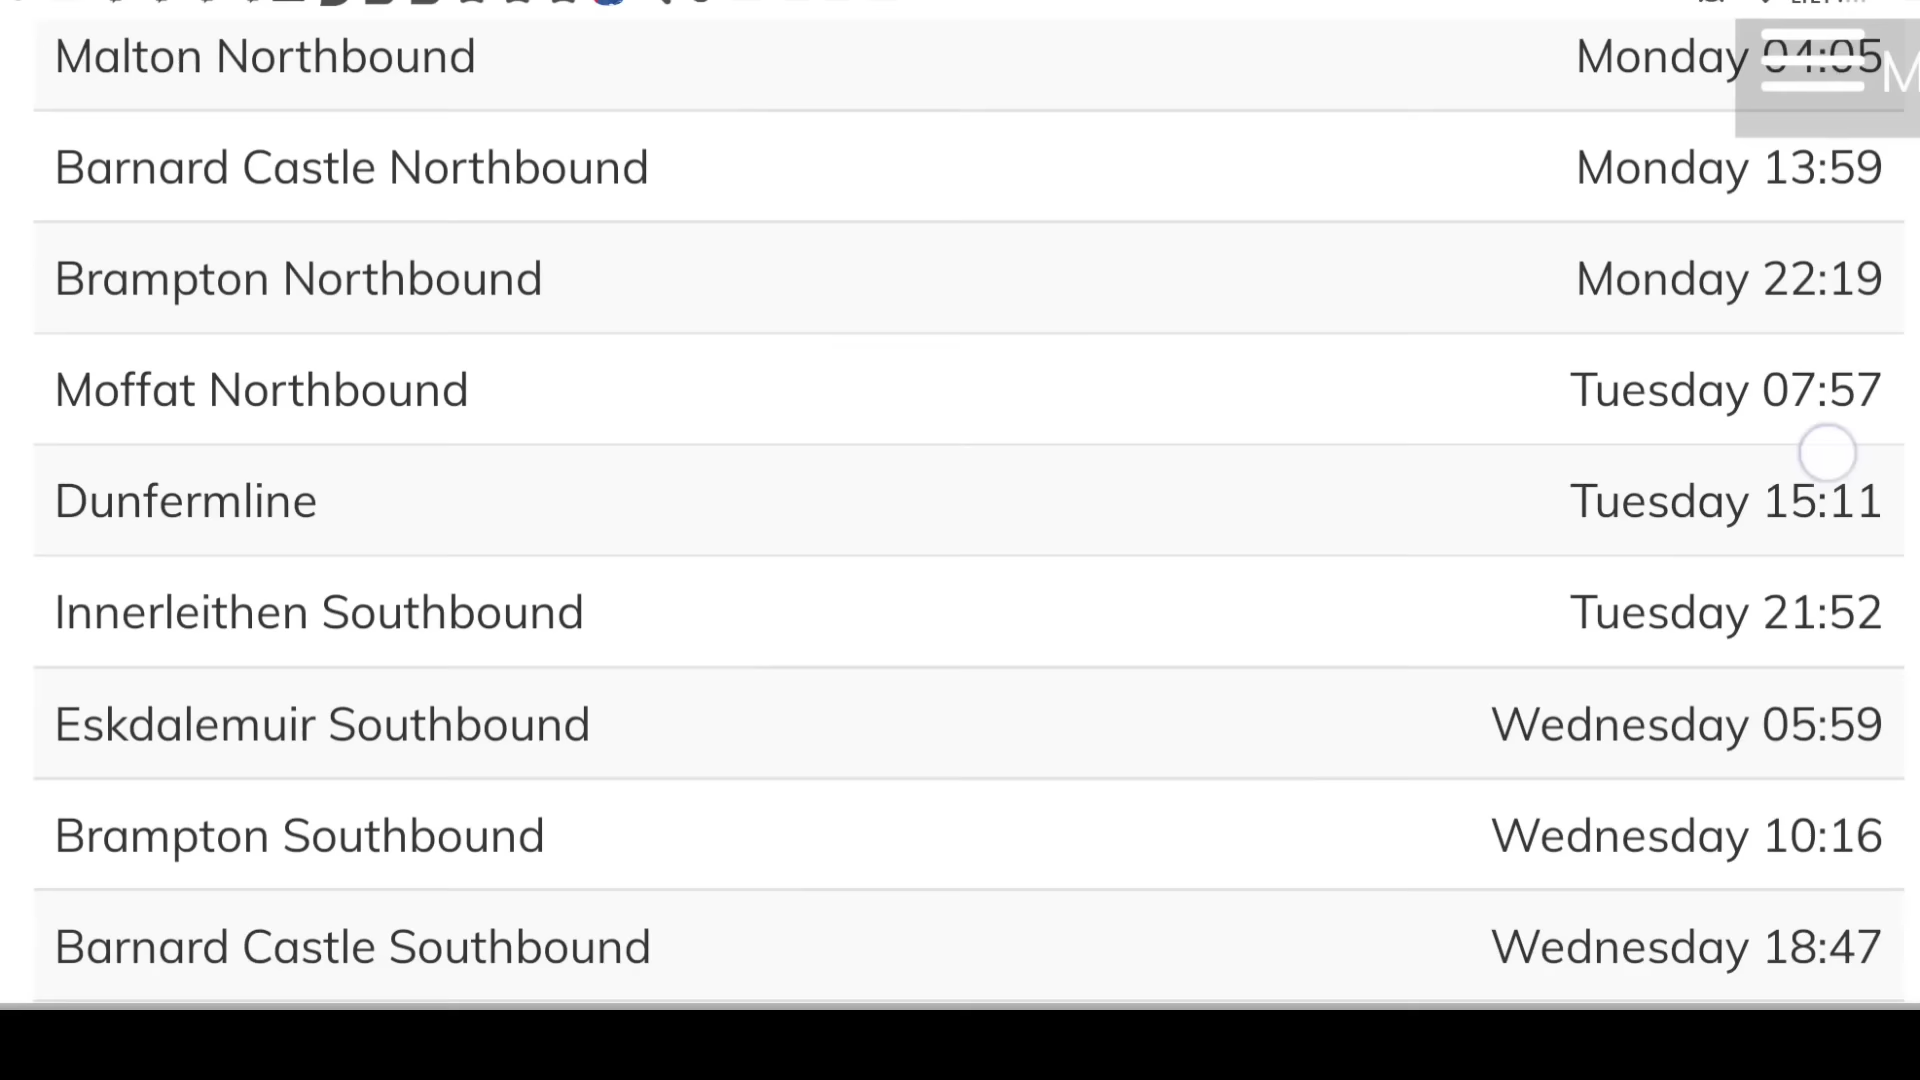 Malton Northbound Monday 04:05
M
Barnard Castle Northbound Monday 13:59
Brampton Northbound Monday 22:19
Moffat Northbound Tuesday 07:57
Dunfermline Tuesday 15:11
Innerleithen Southbound Tuesday 21:52
Eskdalemuir Southbound Wednesday 05:59
Brampton Southbound Wednesday 10:16
Barnard Castle Southbound Wednesday 18:47